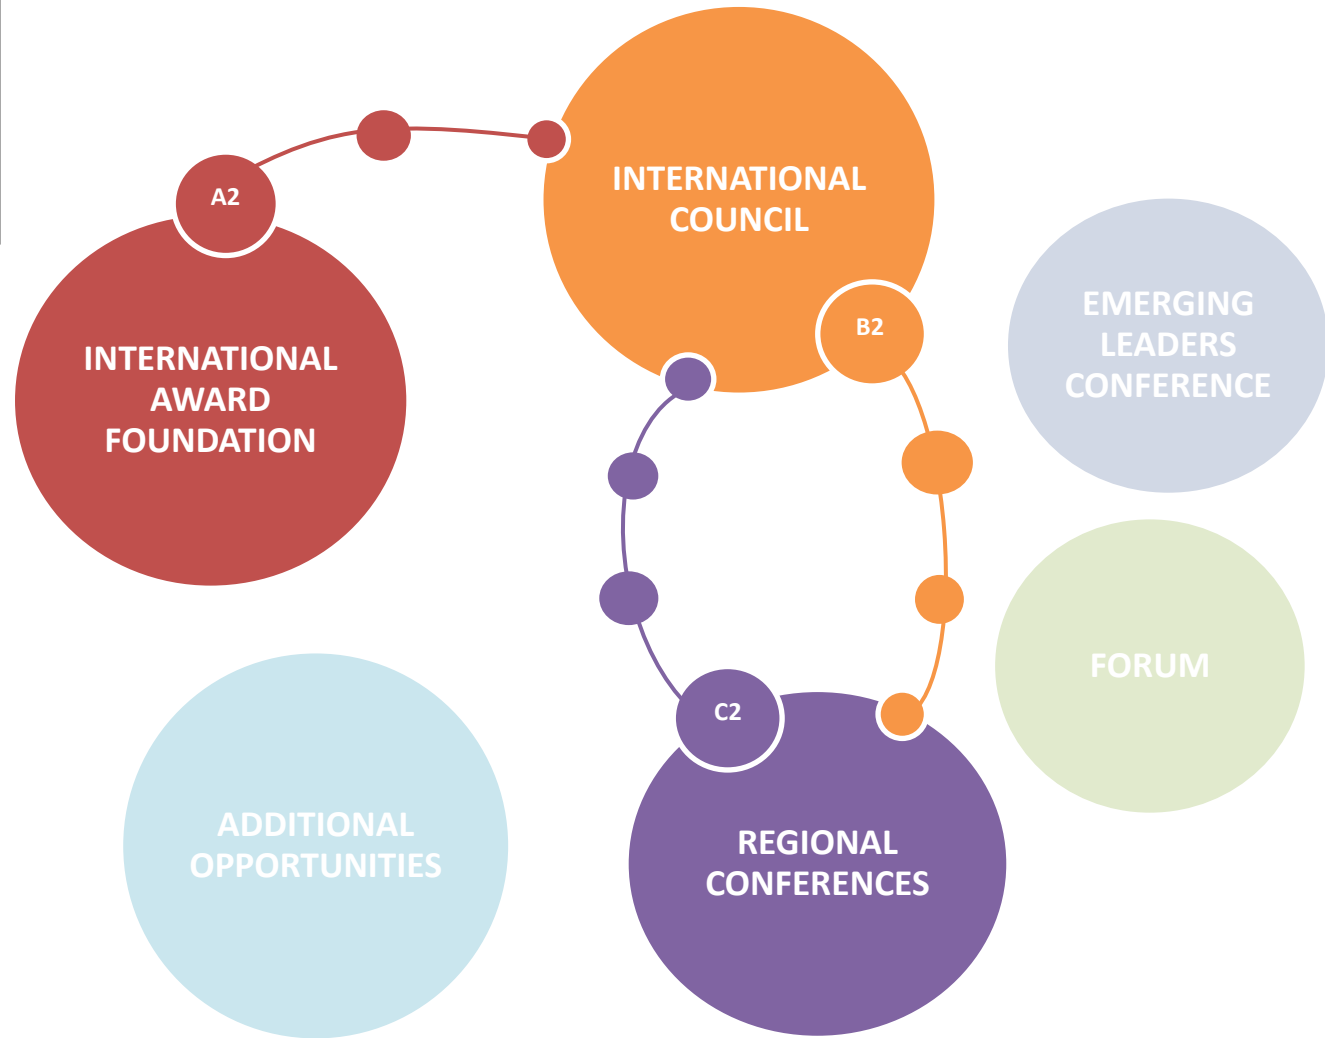 INTERNATIONAL
COUNCIL
A2
INTERNATIONAL
AWARD
FOUNDATION
B2
EMERGING
LEADERS
CONFERENCE
FORUM
C2
ADDITIONAL
OPPORTUNITIES
REGIONAL
CONFERENCES